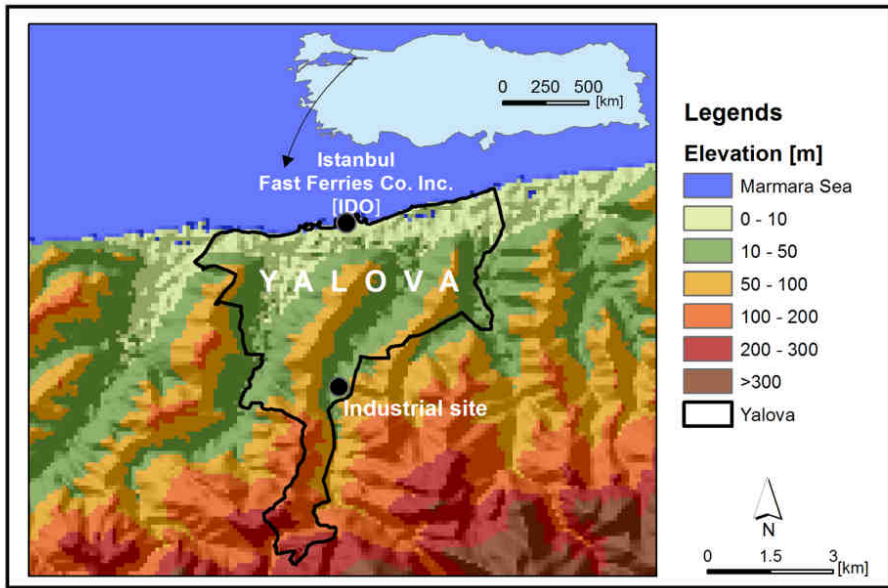 0 250 500
[km]
Istanbul
Fast Ferries Co. Inc.
[IDO]
Y A L O V A
Industrial site
Legends
Elevation [m]
Marmara Sea
0 - 10
10 - 50
50 - 100
100 - 200
200 - 300
>300
Yalova
N
0 1.5 3
[km]